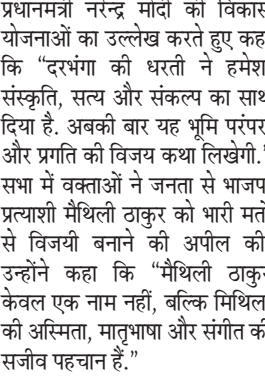 प्रधानमंत्री नरेन्द्र मोदी की विकास
योजनाओं का उल्लेख करते हुए कह
कि “दरभंगा की धरती ने हमेश
संस्कृति, सत्य और संकल्प का साथ
दिया है. अबकी बार यह भूमि परंपर
और प्रगति की विजय कथा लिखेगी.”
सभा में वक्ताओं ने जनता से भाजप
प्रत्याशी मैथिली ठाकुर को भारी मतों
से विजयी बनाने की अपील की
उन्होंने कहा कि “मैथिली ठाकुर
केवल एक नाम नहीं, बल्कि मिथिल
की अस्मिता, मातृभाषा और संगीत की
सजीव पहचान हैं.”